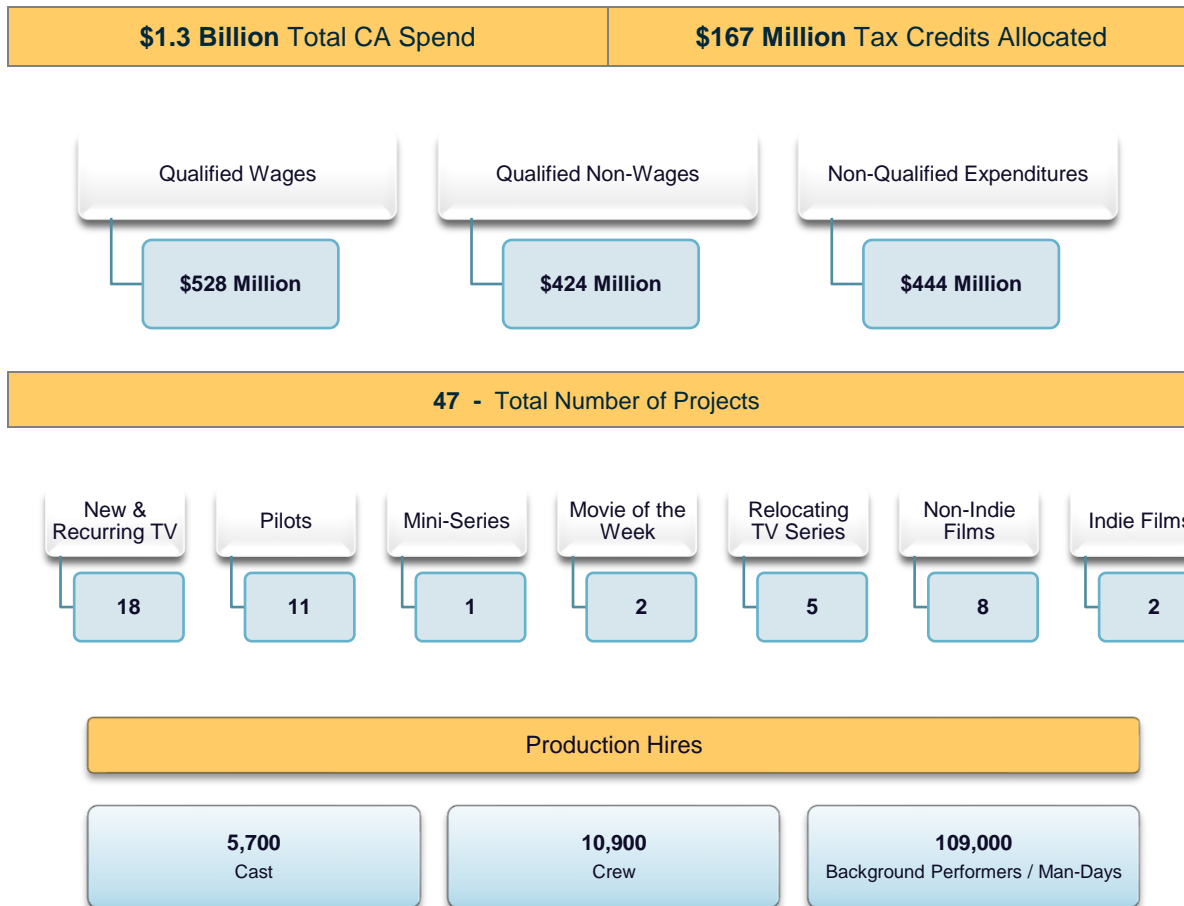 $1.3 Billion Total CA Spend
$167 Million Tax Credits Allocated
Qualified Wages
Qualified Non-Wages
Non-Qualified Expenditures
$528 Million
$424 Million
$444 Million
47 - Total Number of Projects
New &
Recurring TV
Pilots
Mini-Series
Movie of the
Week
Relocating
TV Series
Non-Indie
Films
Indie Films
18
11
1
2
5
8
2
Production Hires
5,700
Cast
10,900
Crew
109,000
Background Performers / Man-Days